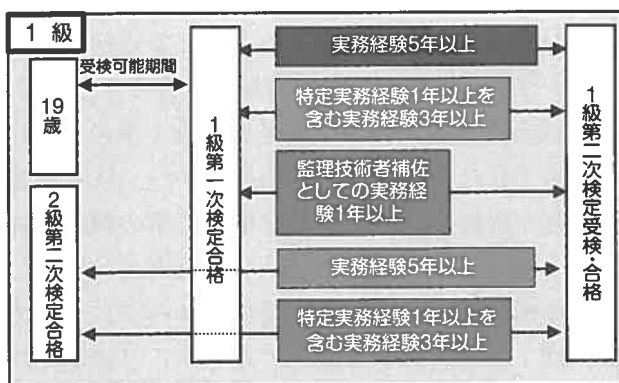 1 級
受検可能期間
19歳
2級第二次検定合格
1級第一次検定合格
実務経験5年以上
特定実務経験1年以上を
含む実務経験3年以上
監理技術者補佐
としての実務経
験1年以上
実務経験5年以上
特定実務経験1年以上を
含む実務経験3年以上
1級第二次検定受検・合格